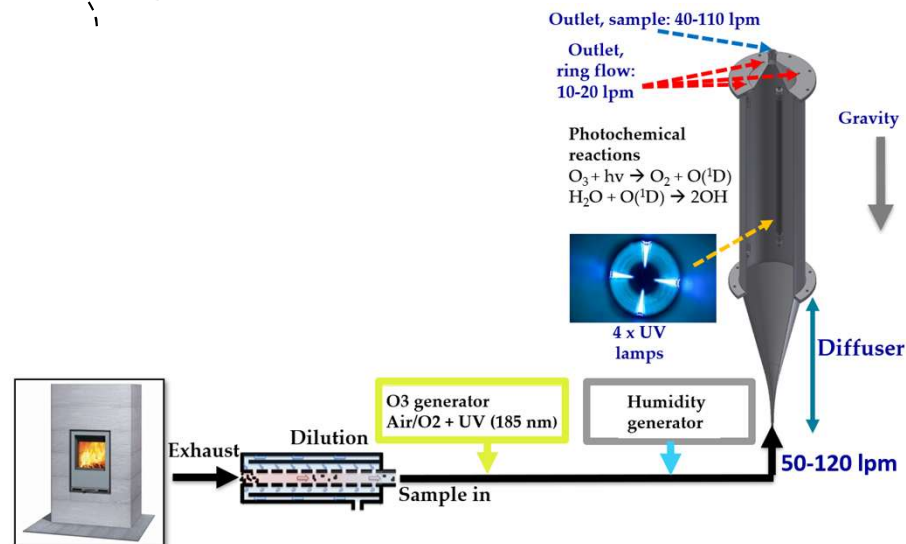 Outlet, sample: 40-110 lpm
Outlet,
ring flow:
10-20 lpm
Gravity
Photochemical
reactions
O₃ + hv → O₂ + O(¹D)
H₂O + O(¹D) → 2OH
4 x UV
lamps
Diffuser
O3 generator
Air/O2 + UV (185 nm)
Humidity
generator
Exhaust
Dilution
Sample in
50-120 lpm